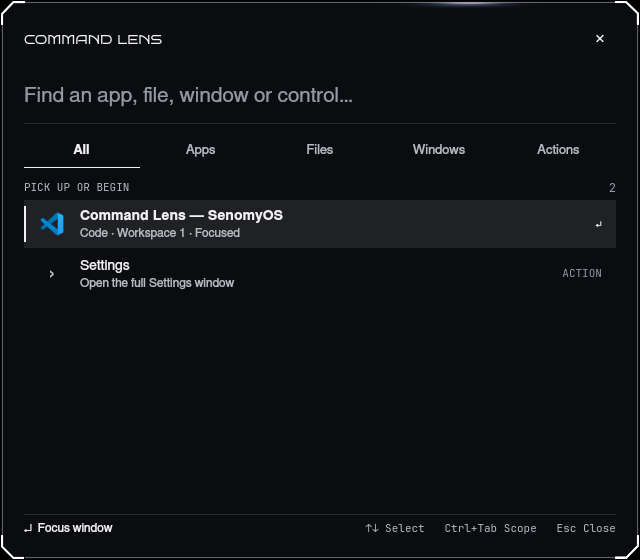 COMMAND LENS ×
Find an app, file, window or control...
All Apps Files Windows Actions
PICK UP OR BEGIN 2
Command Lens — SenomyOS
Code · Workspace 1 · Focused ↵
Settings
Open the full Settings window ACTION
↵ Focus window ↑↓ Select Ctrl+Tab Scope Esc Close